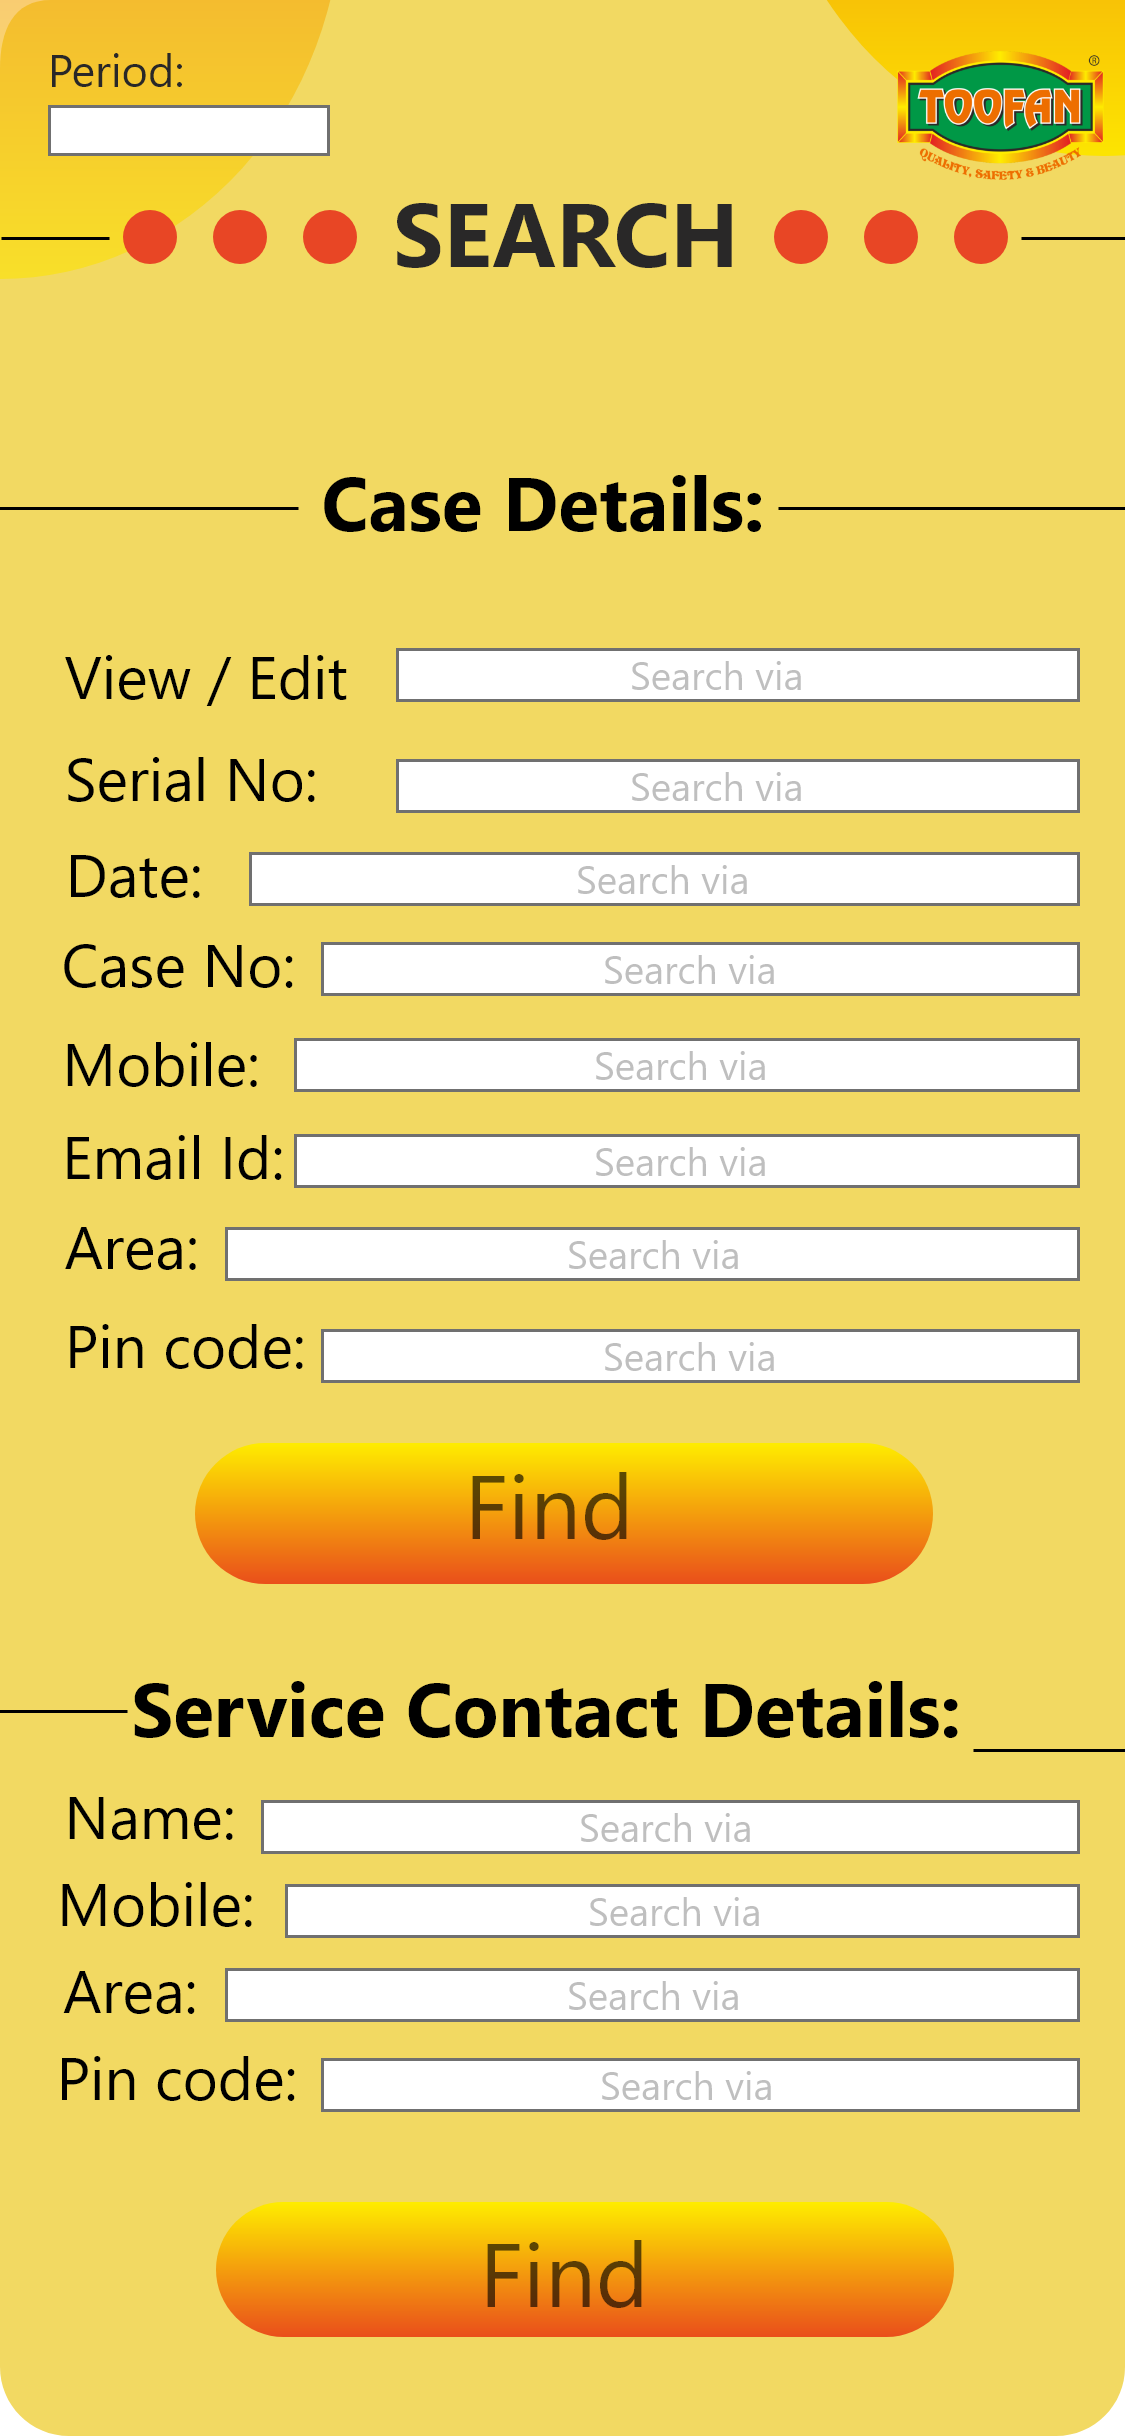 Period:
®
TOOFAN
QUALITY, SAFETY & BEAUTY
SEARCH
Case Details:
View / Edit Search via
Serial No: Search via
Date: Search via
Case No: Search via
Mobile: Search via
Email Id: Search via
Area: Search via
Pin code: Search via
Find
Service Contact Details:
Name: Search via
Mobile: Search via
Area: Search via
Pin code: Search via
Find